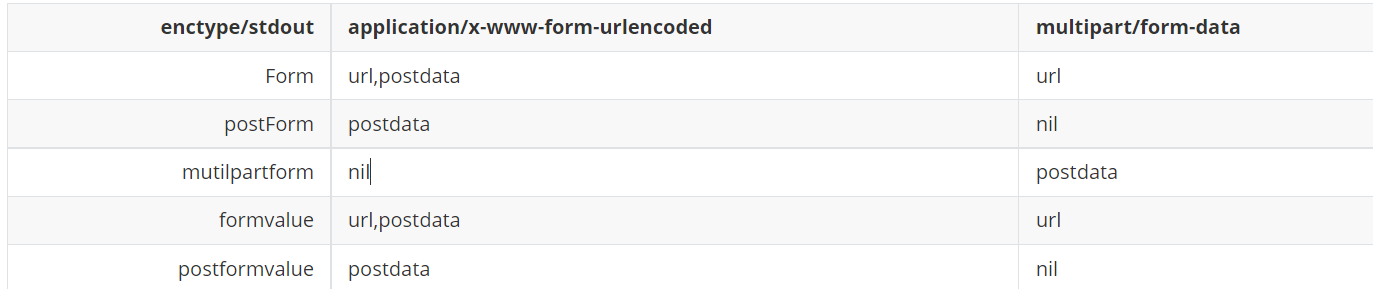 enctype/stdout application/x-www-form-urlencoded multipart/form-data
Form url,postdata url
postForm postdata nil
mutilpartform nil postdata
formvalue url,postdata url
postformvalue postdata nil